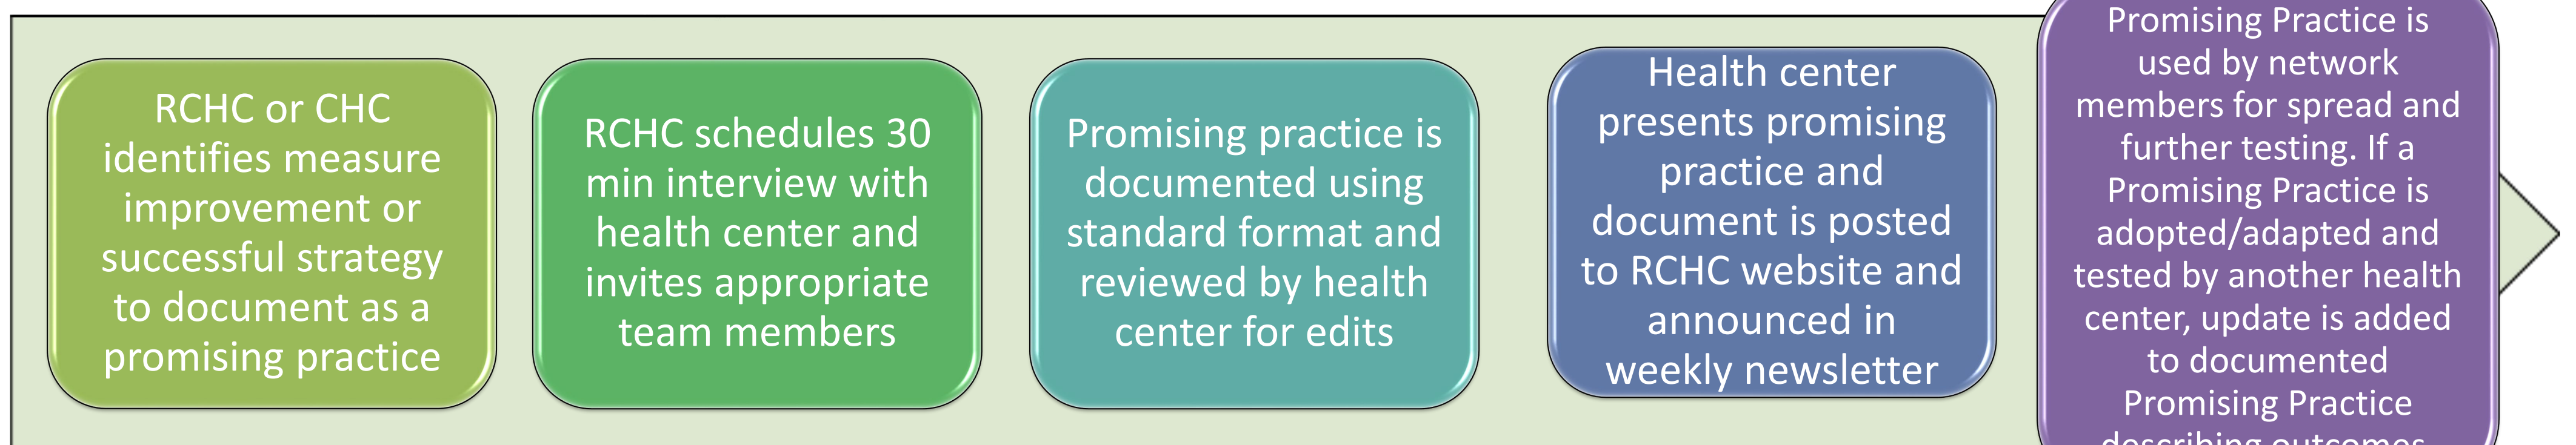 RCHC or CHC
identifies measure
improvement or
successful strategy
to document as a
promising practice
RCHC schedules 30
min interview with
health center and
invites appropriate
team members
Promising practice is
documented using
standard format and
reviewed by health
center for edits
Health center
presents promising
practice and
document is posted
to RCHC website and
announced in
weekly newsletter
Promising Practice is
used by network
members for spread and
further testing. If a
Promising Practice is
adopted/adapted and
tested by another health
center, update is added
to documented
Promising Practice
describing outcomes.